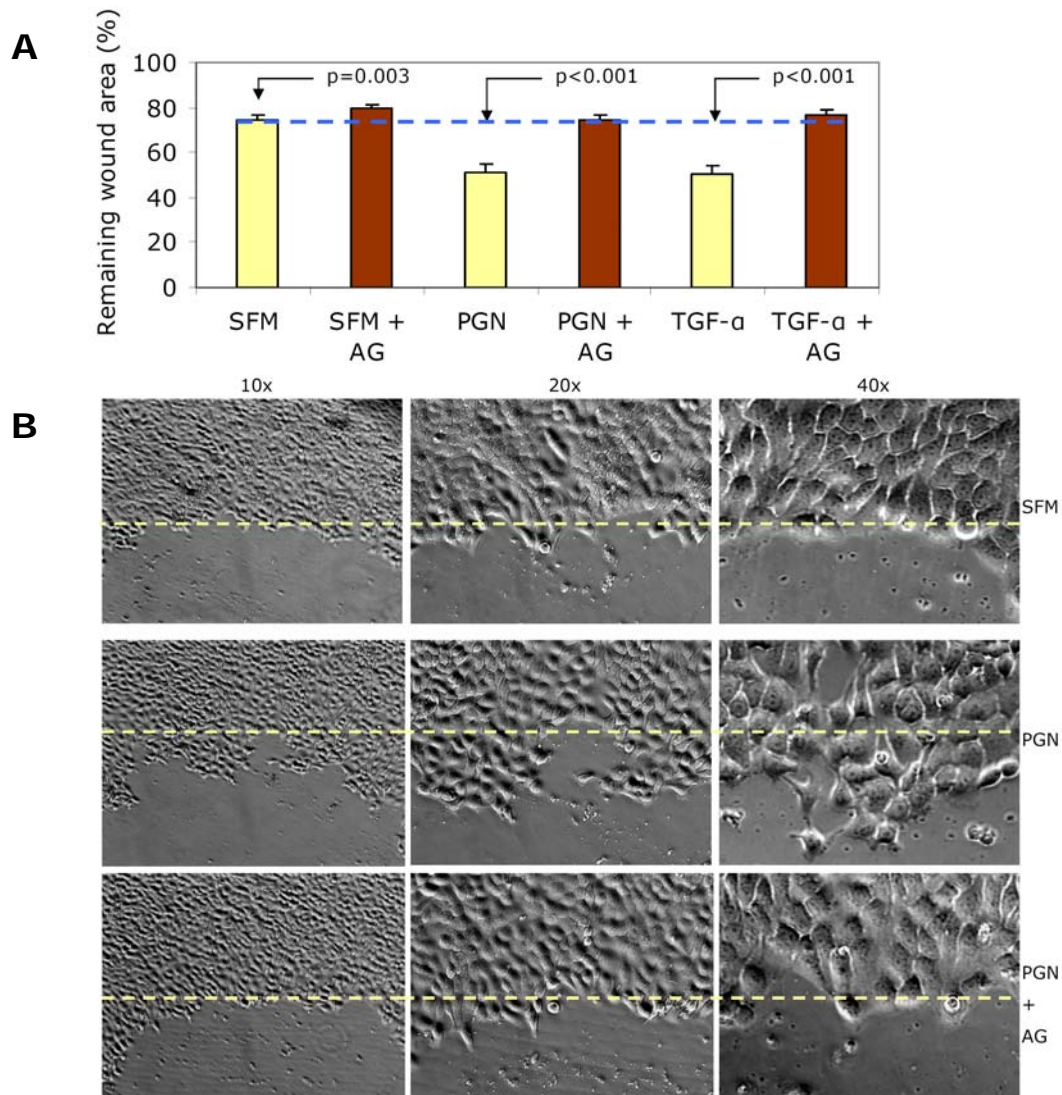 A
Remaining wound area (%)
100
80
60
40
20
0
p=0.003
p<0.001
p<0.001
SFM
SFM +
AG
PGN
PGN +
AG
TGF-α
TGF-α +
AG
B
10x
20x
40x
SFM
PGN
PGN
+
AG